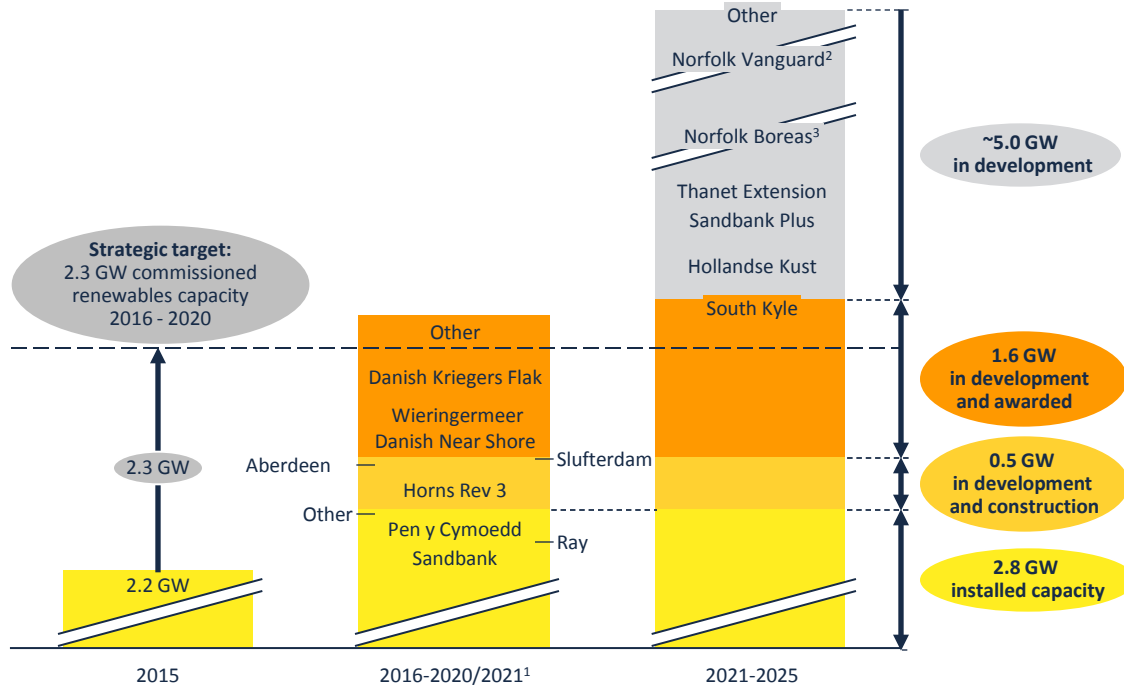 Other
Norfolk Vanguard²
Norfolk Boreas³
Thanet Extension
Sandbank Plus
Hollandse Kust
South Kyle
~5.0 GW
in development
Strategic target:
2.3 GW commissioned
renewables capacity
2016 - 2020
Other
Danish Kriegers Flak
Wieringermeer
Danish Near Shore
1.6 GW
in development
and awarded
2.3 GW
Aberdeen
Slufterdam
Horns Rev 3
0.5 GW
in development
and construction
Other
Pen y Cymoedd
Sandbank
Ray
2.2 GW
2.8 GW
installed capacity
2015
2016-2020/2021¹
2021-2025